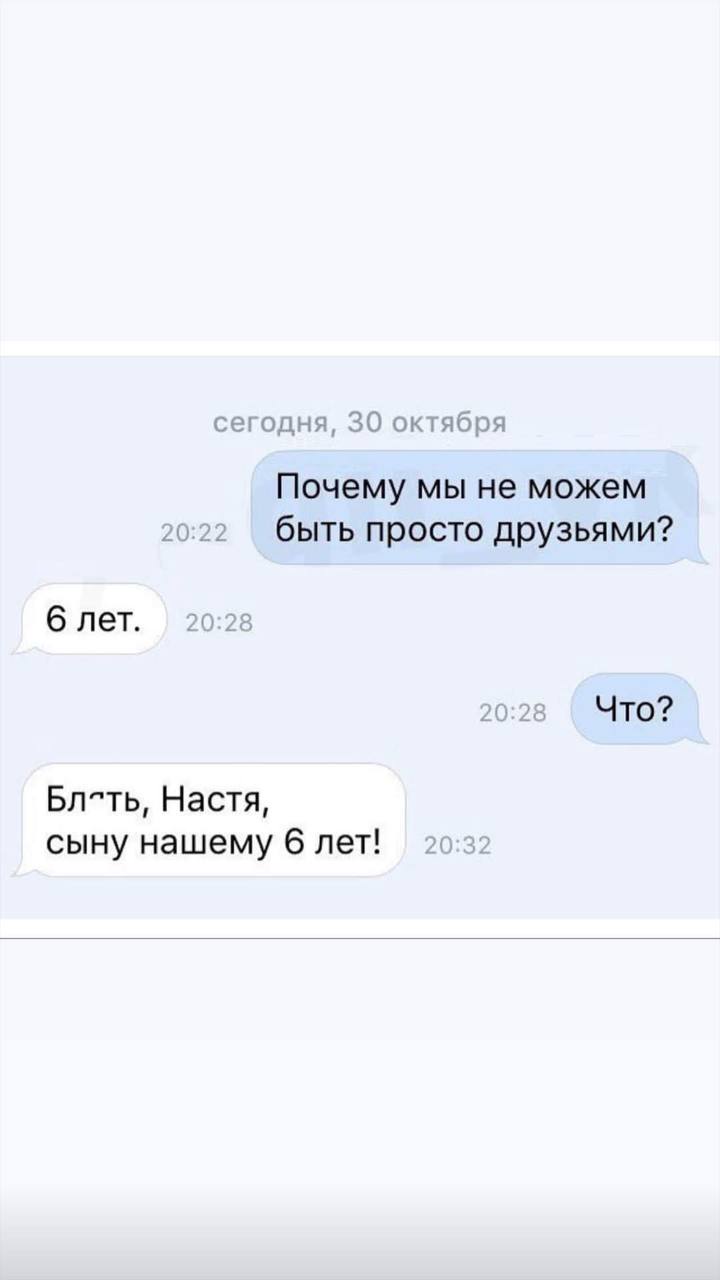 сегодня, 30 октября
Почему мы не можем
быть просто друзьями?
20:22
6 лет.
20:28
Что?
20:28
Бл^ть, Настя,
сыну нашему 6 лет!
20:32